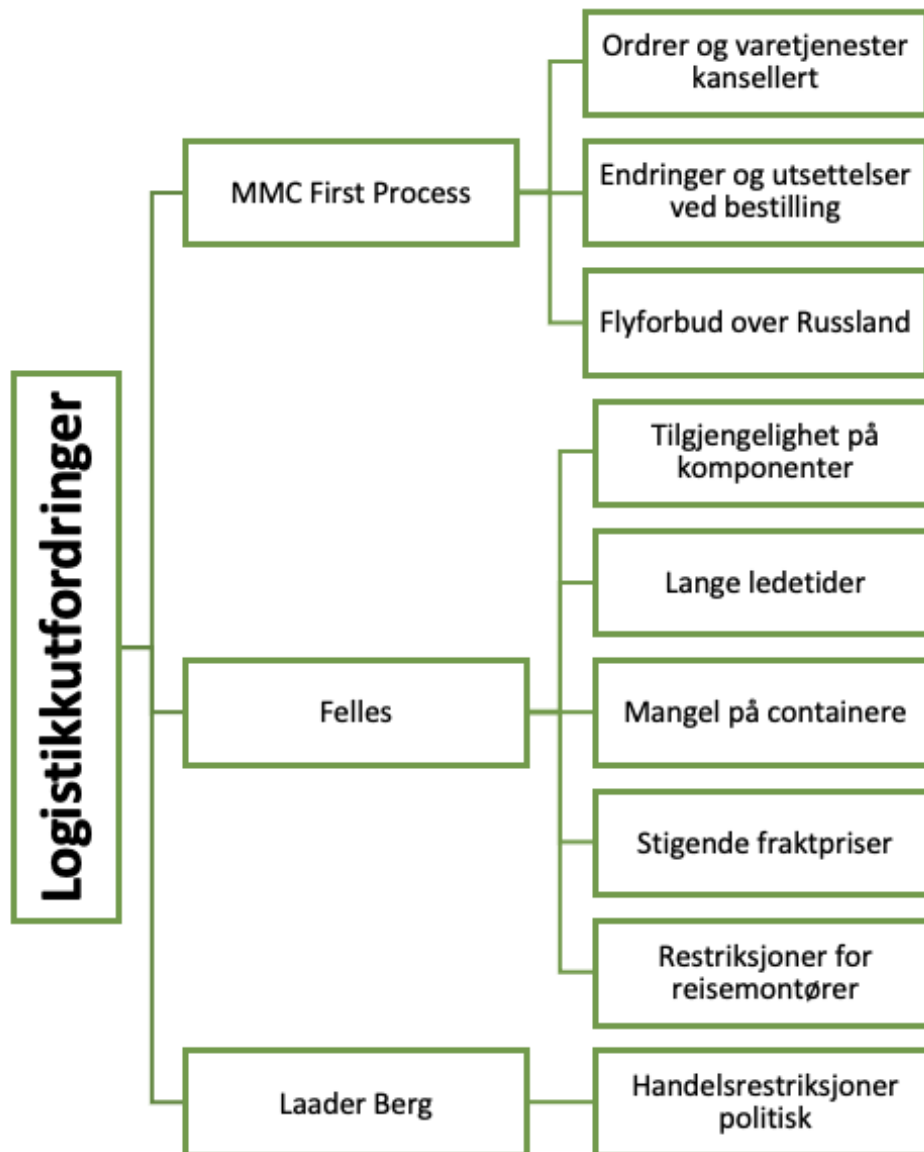 Logistikkutfordringer
MMC First Process
Ordrer og varetjenester
kansellert
Endringer og utsettelser
ved bestilling
Flyforbud over Russland
Felles
Tilgjengelighet på
komponenter
Lange ledetider
Mangel på containere
Stigende fraktpriser
Restriksjoner for
reisemontører
Laader Berg
Handelsrestriksjoner
politisk